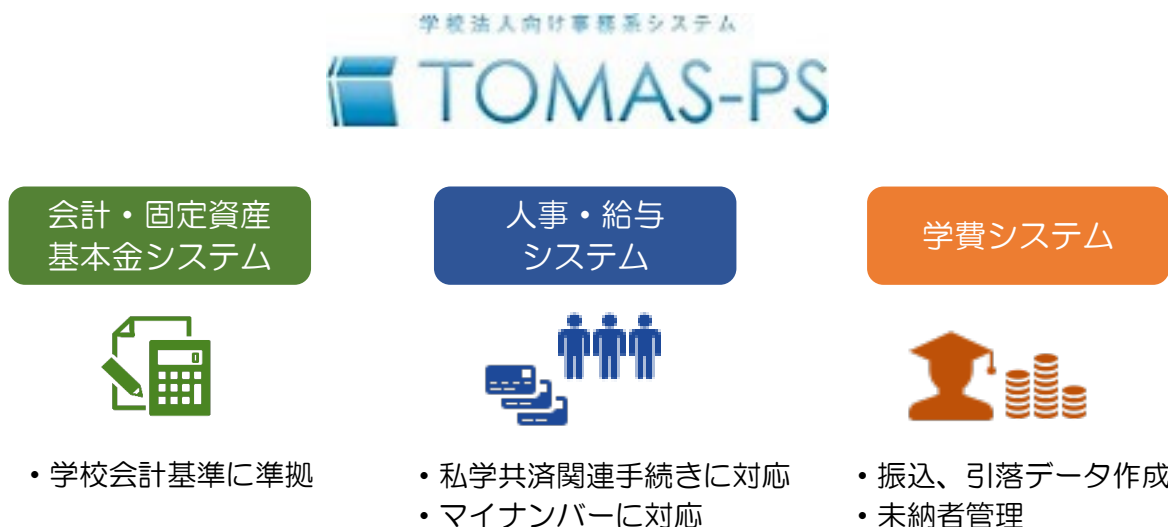 学校法人向け事務系システム
TOMAS-PS
会計・固定資産
基本金システム
人事・給与
システム
学費システム
・学校会計基準に準拠
・私学共済関連手続きに対応
・マイナンバーに対応
・振込、引落データ作成
・未納者管理